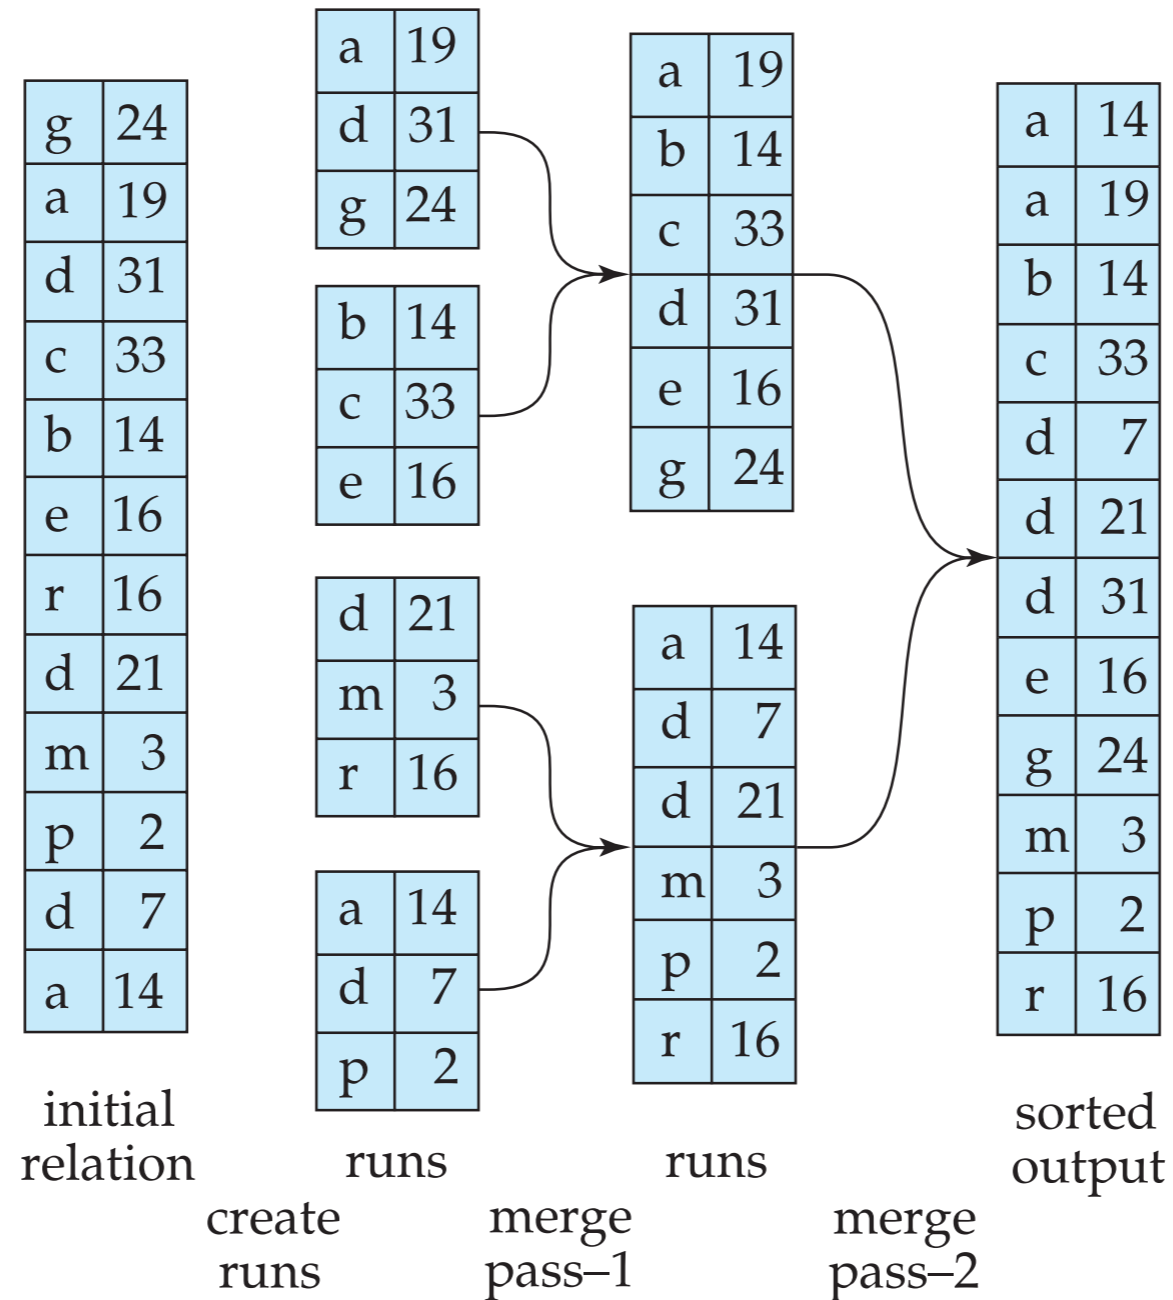 g 24
a 19
d 31
c 33
b 14
e 16
r 16
d 21
m 3
p 2
d 7
a 14
initial
relation
a 19
d 31
g 24
b 14
c 33
e 16
d 21
m 3
r 16
a 14
d 7
p 2
runs
create
runs
a 19
b 14
c 33
d 31
e 16
g 24
a 14
d 7
d 21
m 3
p 2
r 16
runs
merge
pass–1
a 14
a 19
b 14
c 33
d 7
d 21
d 31
e 16
g 24
m 3
p 2
r 16
sorted
output
merge
pass–2